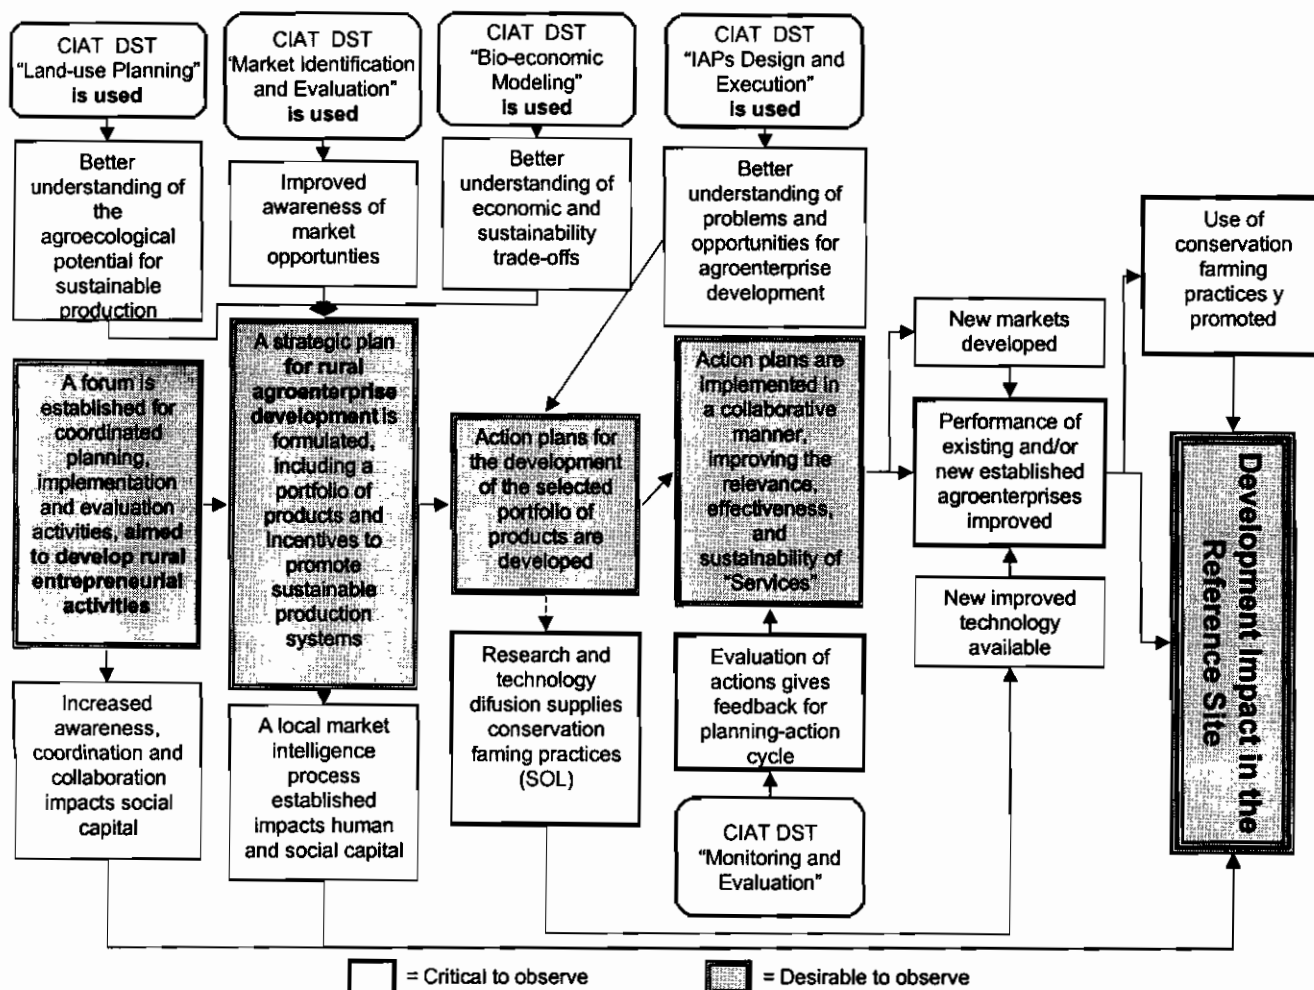 CIAT DST
"Land-use Planning"
is used
CIAT DST
"Market Identification
and Evaluation"
is used
CIAT DST
"Bio-economic
Modeling"
is used
CIAT DST
"IAPs Design and
Execution"
is used
Better
understanding of
the
agroecological
potential for
sustainable
production
Improved
awareness of
market
opportunties
Better
understanding of
economic and
sustainability
trade-offs
Better
understanding of
problems and
opportunities for
agroenterprise
development
Use of
conservation
farming
practices y
promoted
A forum is
established for
coordinated
planning,
implementation
and evaluation
activities, aimed
to develop rural
entrepreneurial
activities
A strategic plan
for rural
agroenterprise
development is
formulated,
including a
portfolio of
products and
Incentives to
promote
sustainable
production
systems
Action plans for
the development
of the selected
portfolio of
products are
developed
Action plans are
implemented in
a collaborative
manner,
improving the
relevance,
effectiveness,
and
sustainability of
"Services"
New markets
developed
Performance of
existing and/or
new established
agroenterprises
improved
New improved
technology
available
Development Impact in the
Reference Site
Increased
awareness,
coordination and
collaboration
impacts social
capital
A local market
intelligence
process
established
impacts human
and social capital
Research and
technology
difusion supplies
conservation
faming practices
(SOL)
Evaluation of
actions gives
feedback for
planning-action
cycle
CIAT DST
"Monitoring and
Evaluation"
= Critical to observe
= Desirable to observe